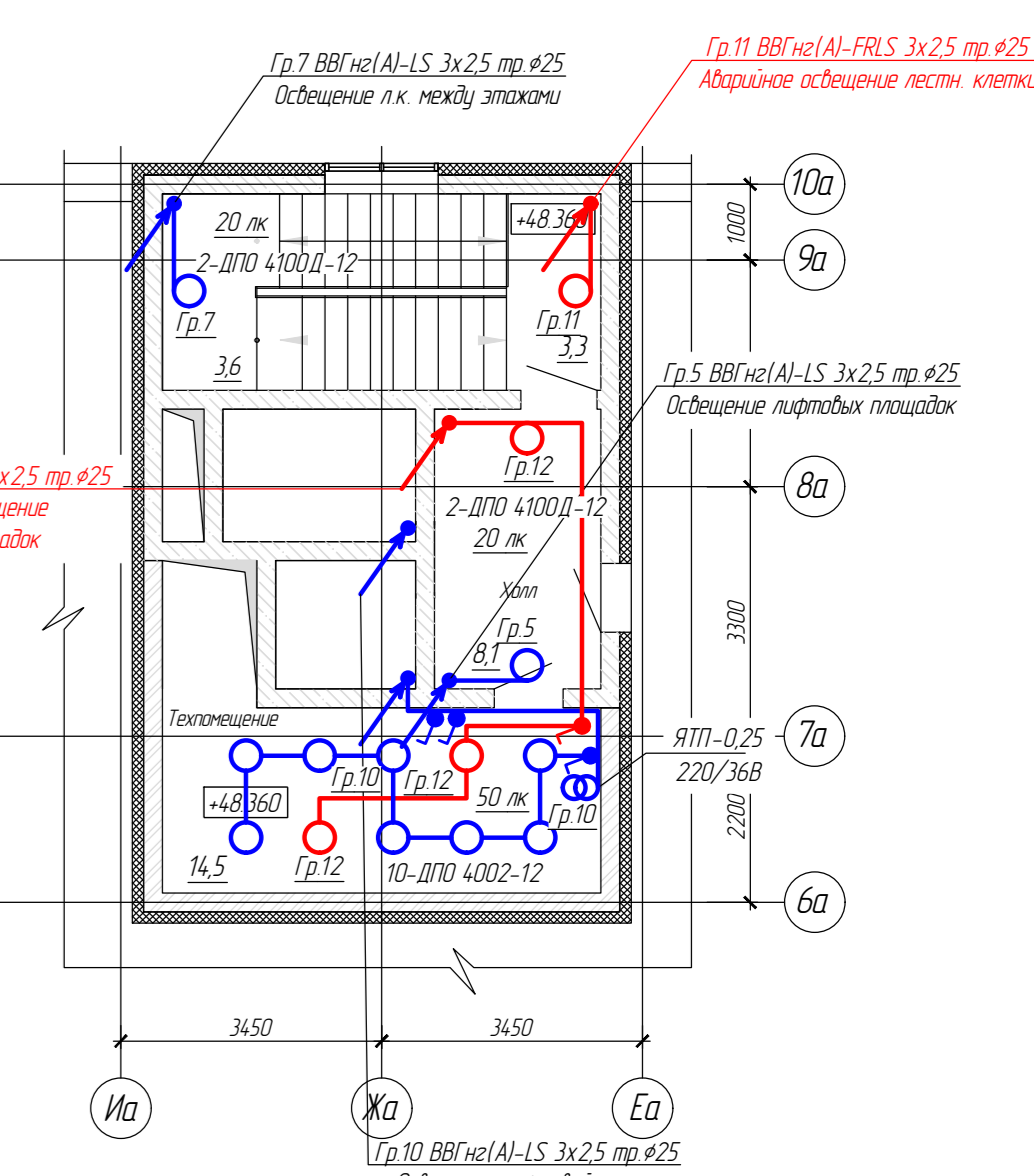 Гр.7 ВВГнг(А)-LS 3х2,5 тр.ø25
Освещение л.к. между этажами
Гр.11 ВВГнг(А)-FRLS 3х2,5 тр.ø25
Аварийное освещение лестн. клетки
10а
1000
9а
20 лк
+48.360
2-ДПО 4100Д-12
Гр.7
Гр.11
3,3
3,6
Гр.5 ВВГнг(А)-LS 3х2,5 тр.ø25
Освещение лифтовых площадок
х2,5 тр.ø25
щение
адок
Гр.12
8а
2-ДПО 4100Д-12
20 лк
Холл
3300
Гр.5
8,1
Техпомещение
7а
ЯТП-0,25
220/36В
Гр.10
Гр.12
50 лк
Гр.10
+48.360
2200
14,5
Гр.12
10-ДПО 4002-12
6а
3450
3450
Иа
Жа
Еа
Гр.10 ВВГнг(А)-LS 3х2,5 тр.ø25